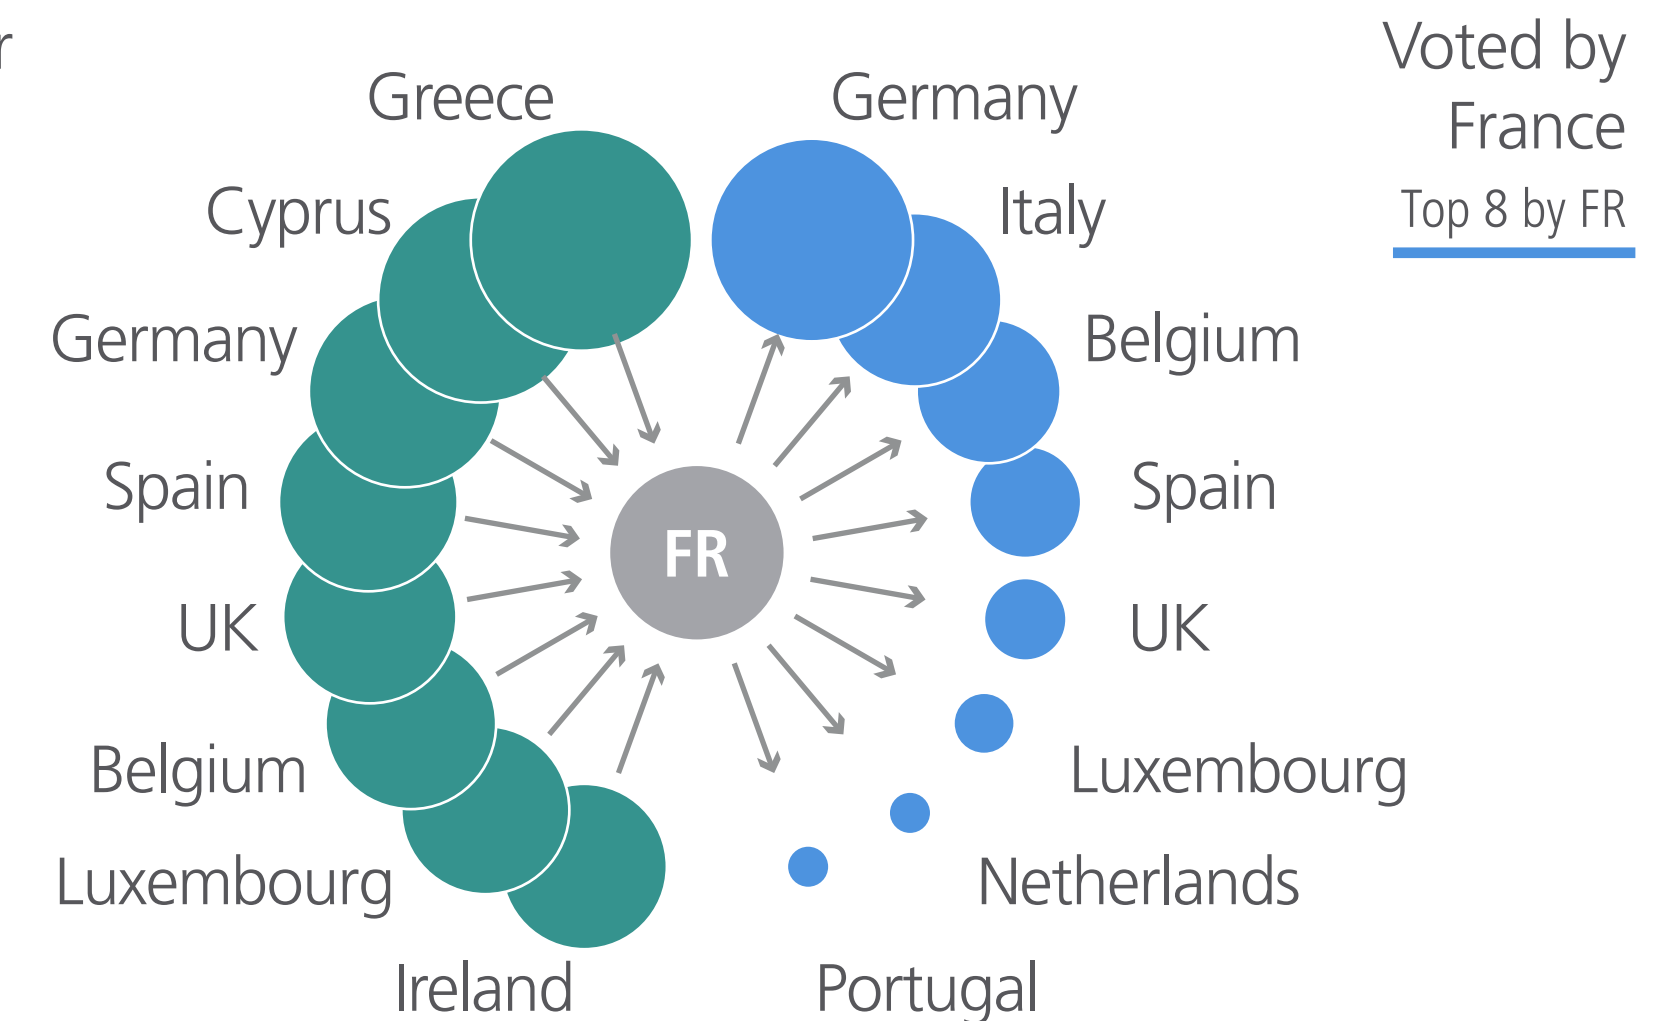 r
Voted by
France
Top 8 by FR
Greece
Germany
Cyprus
Italy
Germany
Belgium
Spain
Spain
FR
UK
UK
Belgium
Luxembourg
Luxembourg
Netherlands
Ireland
Portugal